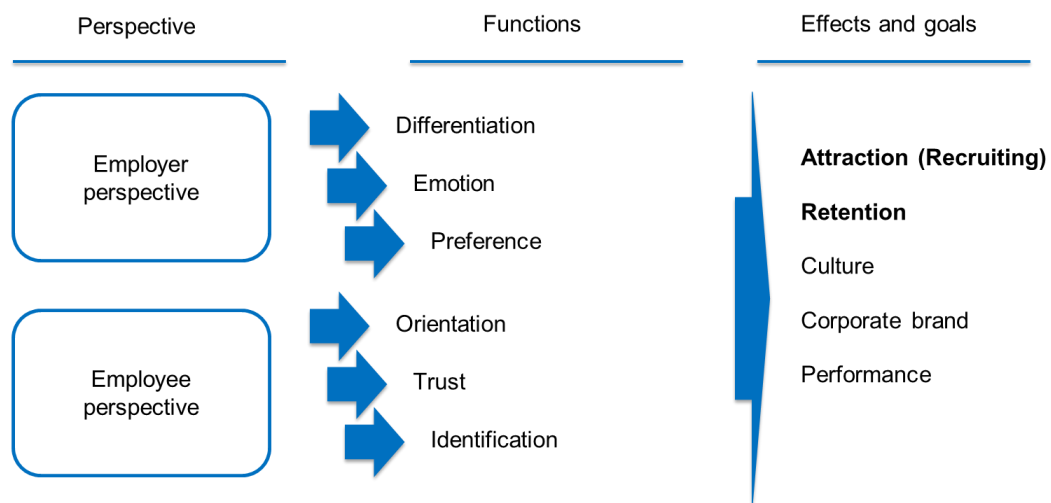 Perspective
Functions
Effects and goals
Employer
perspective
Differentiation
Emotion
Preference
Employee
perspective
Orientation
Trust
Identification
Attraction (Recruiting)
Retention
Culture
Corporate brand
Performance